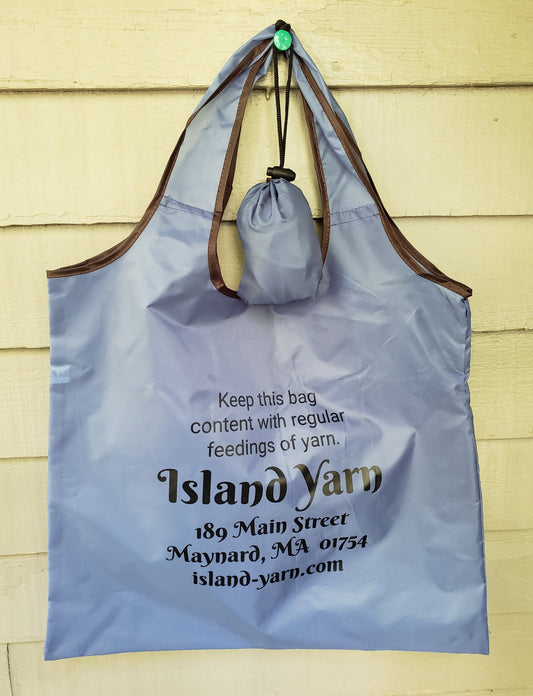 Keep this bag
content with regular
feedings of yarn.
Island Yarn
189 Main Street
Maynard, MA 01754
island-yarn.com